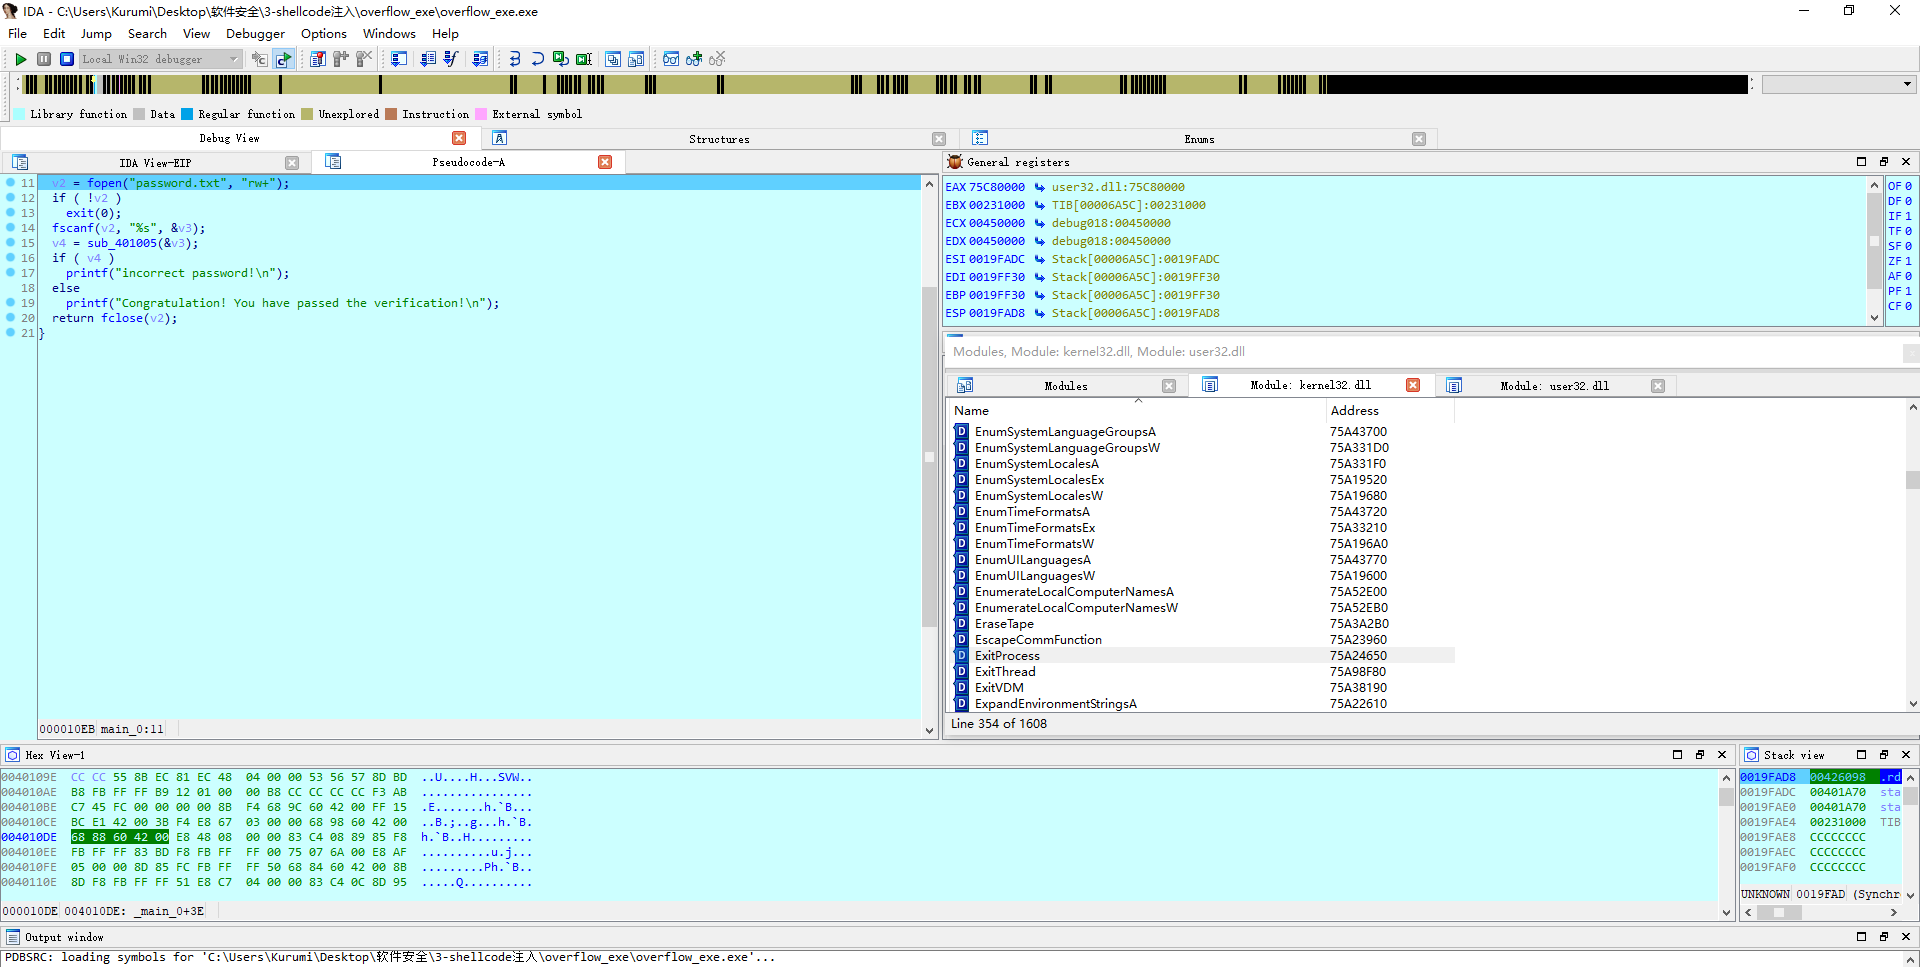 IDA - C:\Users\Kurumi\Desktop\软件安全\3-shellcode注入\overflow_exe\overflow_exe.exe
File Edit Jump Search View Debugger Options Windows Help
Local Win32 debugger
Library function Data Regular function Unexplored Instruction External symbol
Debug View Structures Enums
IDA View-EIP Pseudocode-A
11 v2 = fopen("password.txt", "rw+");
12 if ( !v2 )
13 exit(0);
14 fscanf(v2, "%s", &v3);
15 v4 = sub_401005(&v3);
16 if ( v4 )
17 printf("incorrect password!\n");
18 else
19 printf("Congratulation! You have passed the verification!\n");
20 return fclose(v2);
21 }
000010EB main_0:11
General registers
EAX 75C80000 user32.dll:75C80000
EBX 00231000 TIB[00006A5C]:00231000
ECX 00450000 debug018:00450000
EDX 00450000 debug018:00450000
ESI 0019FADC Stack[00006A5C]:0019FADC
EDI 0019FF30 Stack[00006A5C]:0019FF30
EBP 0019FF30 Stack[00006A5C]:0019FF30
ESP 0019FAD8 Stack[00006A5C]:0019FAD8
OF 0
DF 0
IF 1
TF 0
SF 0
ZF 1
AF 0
PF 1
CF 0
Modules, Module: kernel32.dll, Module: user32.dll
Modules Module: kernel32.dll Module: user32.dll
Name Address
EnumSystemLanguageGroupsA 75A43700
EnumSystemLanguageGroupsW 75A331D0
EnumSystemLocalesA 75A331F0
EnumSystemLocalesEx 75A19520
EnumSystemLocalesW 75A19680
EnumTimeFormatsA 75A43720
EnumTimeFormatsEx 75A33210
EnumTimeFormatsW 75A196A0
EnumUILanguagesA 75A43770
EnumUILanguagesW 75A19600
EnumerateLocalComputerNamesA 75A52E00
EnumerateLocalComputerNamesW 75A52EB0
EraseTape 75A3A2B0
EscapeCommFunction 75A23960
ExitProcess 75A24650
ExitThread 75A98F80
ExitVDM 75A38190
ExpandEnvironmentStringsA 75A22610
Line 354 of 1608
Hex View-1
0040109E CC CC 55 8B EC 81 EC 48 04 00 00 53 56 57 8D BD ..U....H...SVW..
004010AE B8 FB FF FF B9 12 01 00 00 B8 CC CC CC CC F3 AB ................
004010BE C7 45 FC 00 00 00 00 8B F4 68 9C 60 42 00 FF 15 .E.......h.`B...
004010CE BC E1 42 00 3B F4 E8 67 03 00 00 68 98 60 42 00 ..B.;..g...h.`B.
004010DE 68 88 60 42 00 E8 48 08 00 00 83 C4 08 89 85 F8 h.`B..H.........
004010EE FB FF FF 83 BD F8 FB FF FF 00 75 07 6A 00 E8 AF ..........u.j...
004010FE 05 00 00 8D 85 FC FB FF FF 50 68 84 60 42 00 8B .........Ph.`B..
0040110E 8D F8 FB FF FF 51 E8 C7 04 00 00 83 C4 0C 8D 95 .....Q..........
000010DE 004010DE: _main_0+3E
Stack view
0019FAD8 00426098 .rd
0019FADC 00401A70 sta
0019FAE0 00401A70 sta
0019FAE4 00231000 TIB
0019FAE8 CCCCCCCC
0019FAEC CCCCCCCC
0019FAF0 CCCCCCCC
UNKNOWN 0019FAD (Synchr
Output window
PDBSRC: loading symbols for 'C:\Users\Kurumi\Desktop\软件安全\3-shellcode注入\overflow_exe\overflow_exe.exe'...